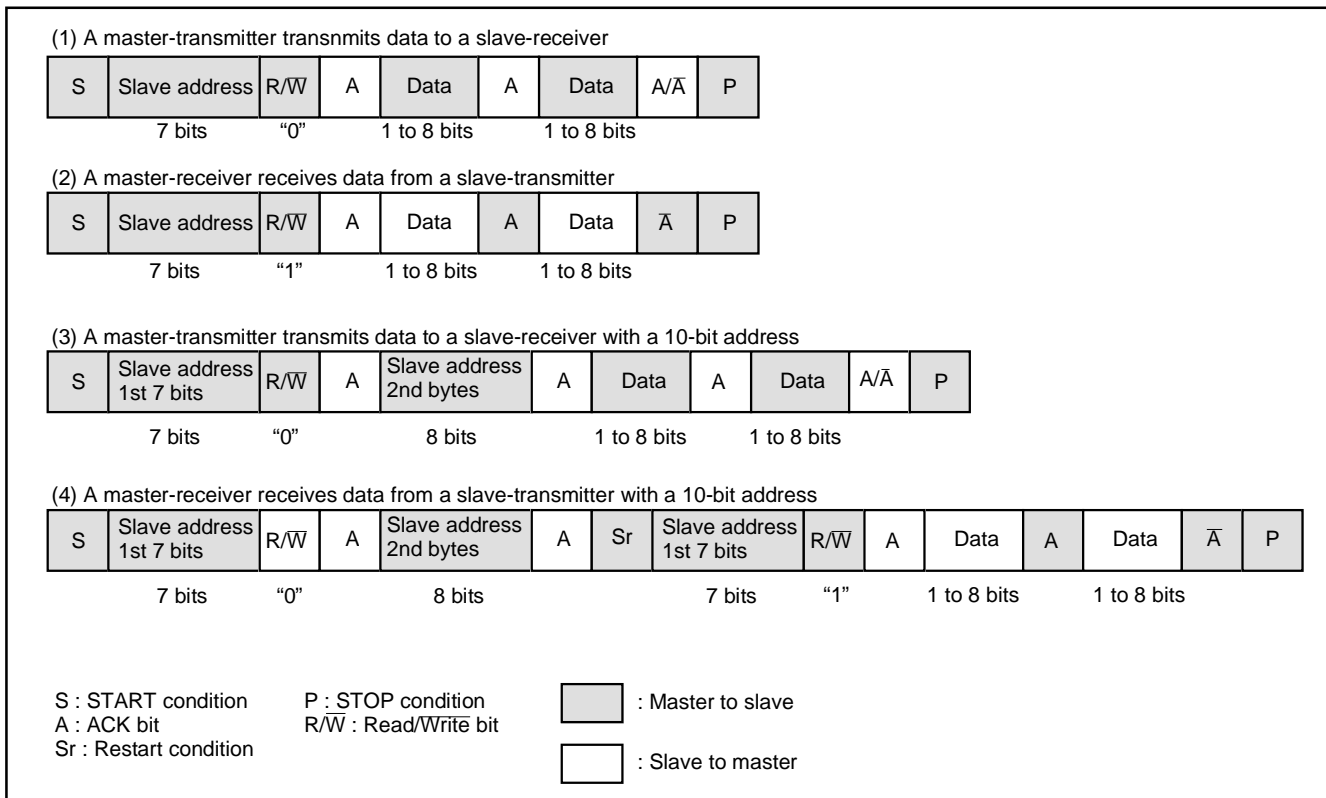 (1) A master-transmitter transnmits data to a slave-receiver
S Slave address R/W̅ A Data A Data A/A̅ P
7 bits “0” 1 to 8 bits 1 to 8 bits
(2) A master-receiver receives data from a slave-transmitter
S Slave address R/W̅ A Data A Data A̅ P
7 bits “1” 1 to 8 bits 1 to 8 bits
(3) A master-transmitter transmits data to a slave-receiver with a 10-bit address
S Slave address 1st 7 bits R/W̅ A Slave address 2nd bytes A Data A Data A/A̅ P
7 bits “0” 8 bits 1 to 8 bits 1 to 8 bits
(4) A master-receiver receives data from a slave-transmitter with a 10-bit address
S Slave address 1st 7 bits R/W̅ A Slave address 2nd bytes A Sr Slave address 1st 7 bits R/W̅ A Data A Data A̅ P
7 bits “0” 8 bits 7 bits “1” 1 to 8 bits 1 to 8 bits
S : START condition
A : ACK bit
Sr : Restart condition
P : STOP condition
R/W̅ : Read/W̅r̅i̅t̅e̅ bit
: Master to slave
: Slave to master